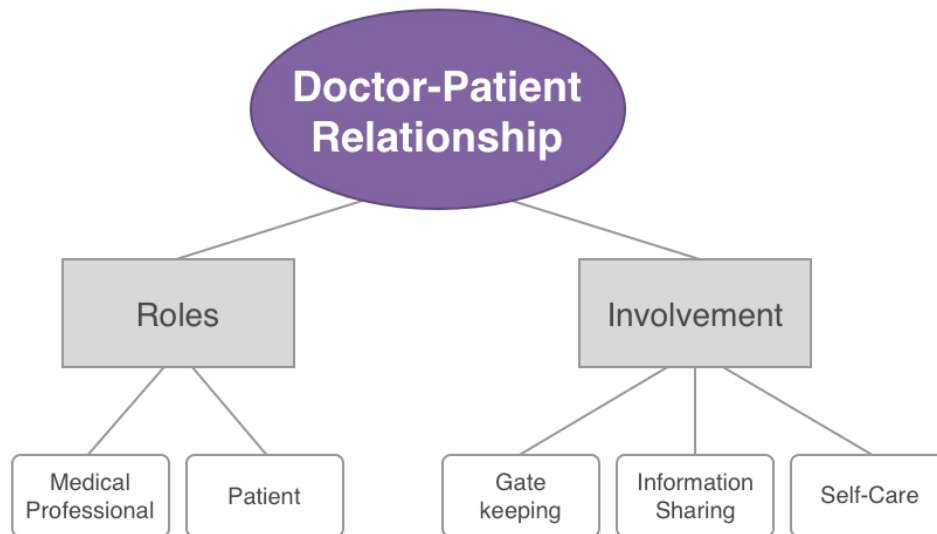 Doctor-Patient
Relationship
Roles
Involvement
Medical
Professional
Patient
Gate
keeping
Information
Sharing
Self-Care